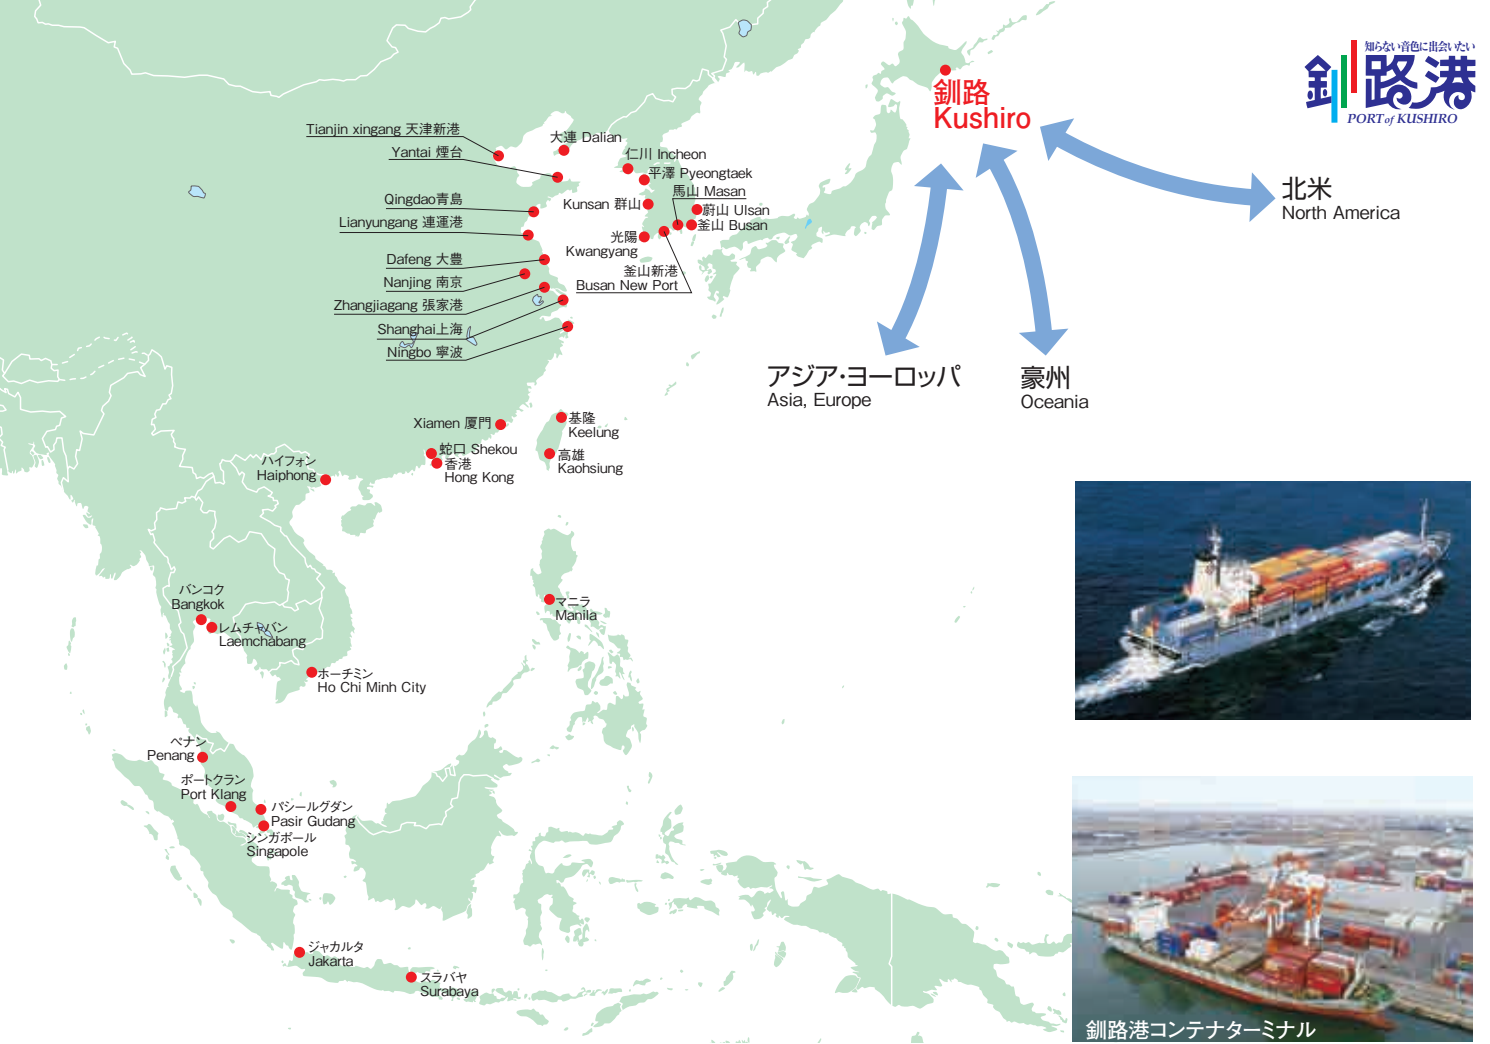 知らない音色に出会いたい
釧路港
PORT of KUSHIRO
釧路
Kushiro
北米
North America
アジア・ヨーロッパ
Asia, Europe
豪州
Oceania
Tianjin xingang 天津新港
Yantai 煙台
大連 Dalian
仁川 Incheon
平澤 Pyeongtaek
馬山 Masan
Qingdao青島
Kunsan 群山
蔚山 Ulsan
Lianyungang 連運港
釜山 Busan
光陽
Kwangyang
Dafeng 大豊
釜山新港
Busan New Port
Nanjing 南京
Zhangjiagang 張家港
Shanghai上海
Ningbo 寧波
Xiamen 厦門
基隆
Keelung
蛇口 Shekou
香港
Hong Kong
高雄
Kaohsiung
ハイフォン
Haiphong
バンコク
Bangkok
レムチャバン
Laemchabang
マニラ
Manila
ホーチミン
Ho Chi Minh City
ペナン
Penang
ポートクラン
Port Klang
パシールグダン
Pasir Gudang
シンガポール
Singapole
ジャカルタ
Jakarta
スラバヤ
Surabaya
釧路港コンテナターミナル